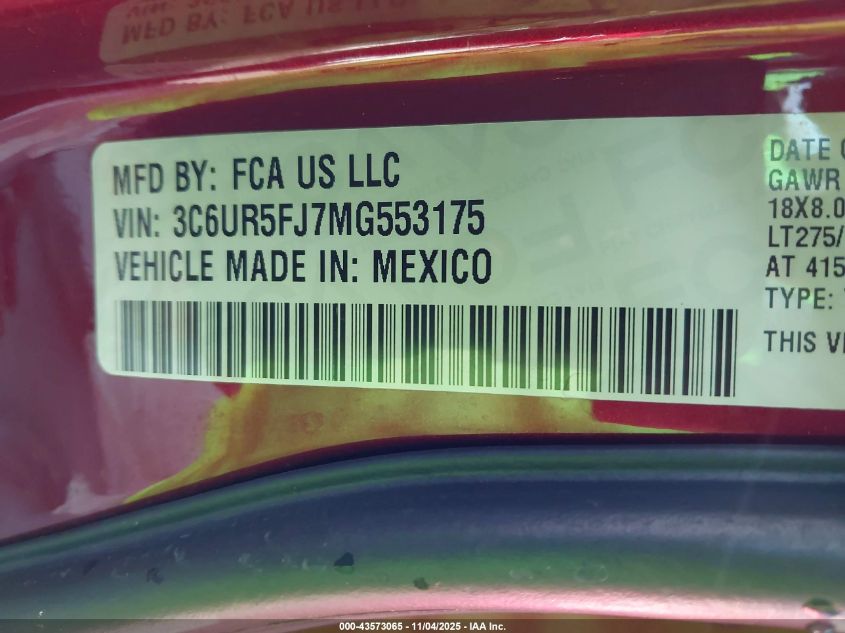 MFD BY: FCA US LLC
VIN: 3C6UR5FJ7MG553175
VEHICLE MADE IN: MEXICO
DATE
GAWR
18X8.0
LT275/
AT 415
TYPE:
THIS
000-43573065 - 11/04/2025 - IAA Inc.